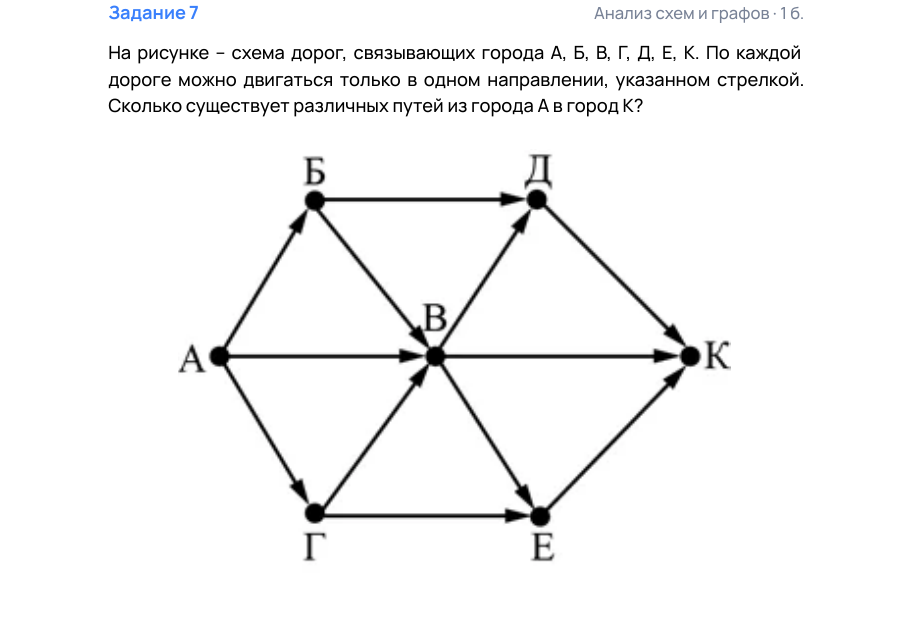 Задание 7
Анализ схем и графов · 1 б.
На рисунке – схема дорог, связывающих города А, Б, В, Г, Д, Е, К. По каждой
дороге можно двигаться только в одном направлении, указанном стрелкой.
Сколько существует различных путей из города А в город К?
Б
Д
В
А
К
Г
Е